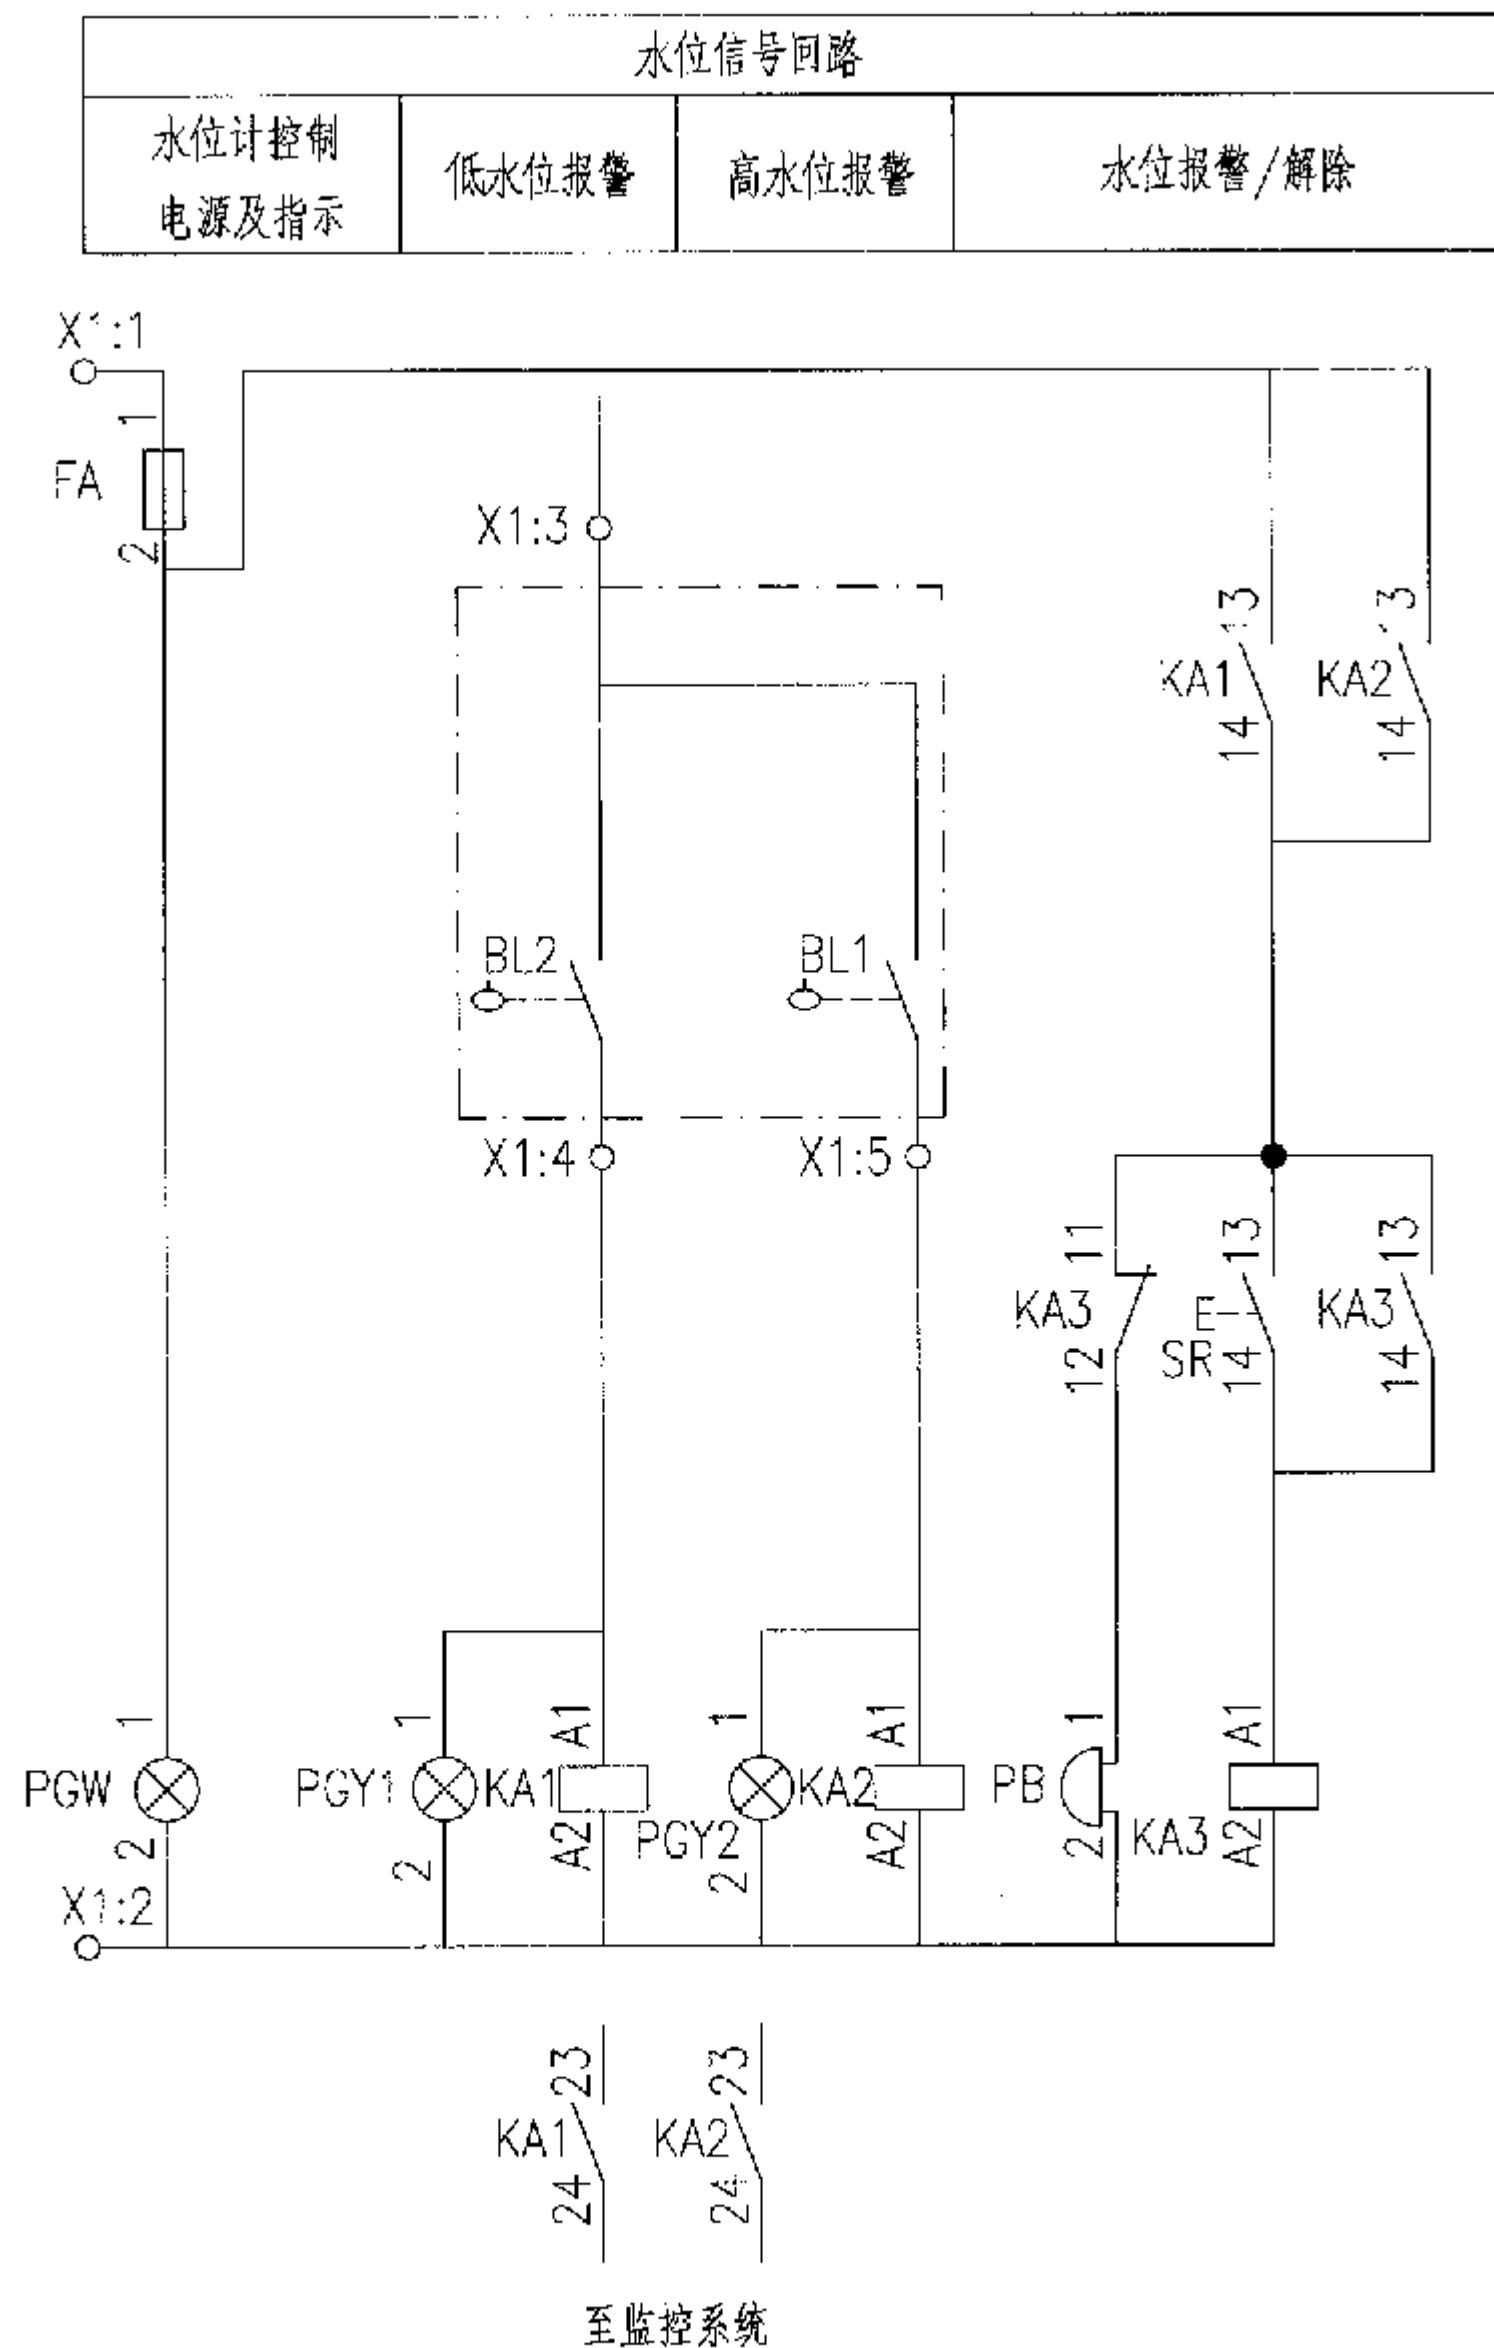 水位信号回路
水位计控制
电源及指示
低水位报警
高水位报警
水位报警/解除
X1:1
1
FA
2
X1:3
13
KA1
14
13
KA2
14
BL2
BL1
X1:4
X1:5
11
KA3
12
13
E
SR
14
13
KA3
14
1
PGW
2
1
PGY1
2
A1
KA1
A2
1
PGY2
2
A1
KA2
A2
1
PB
2
A1
KA3
A2
X1:2
23
KA1
24
23
KA2
24
至监控系统